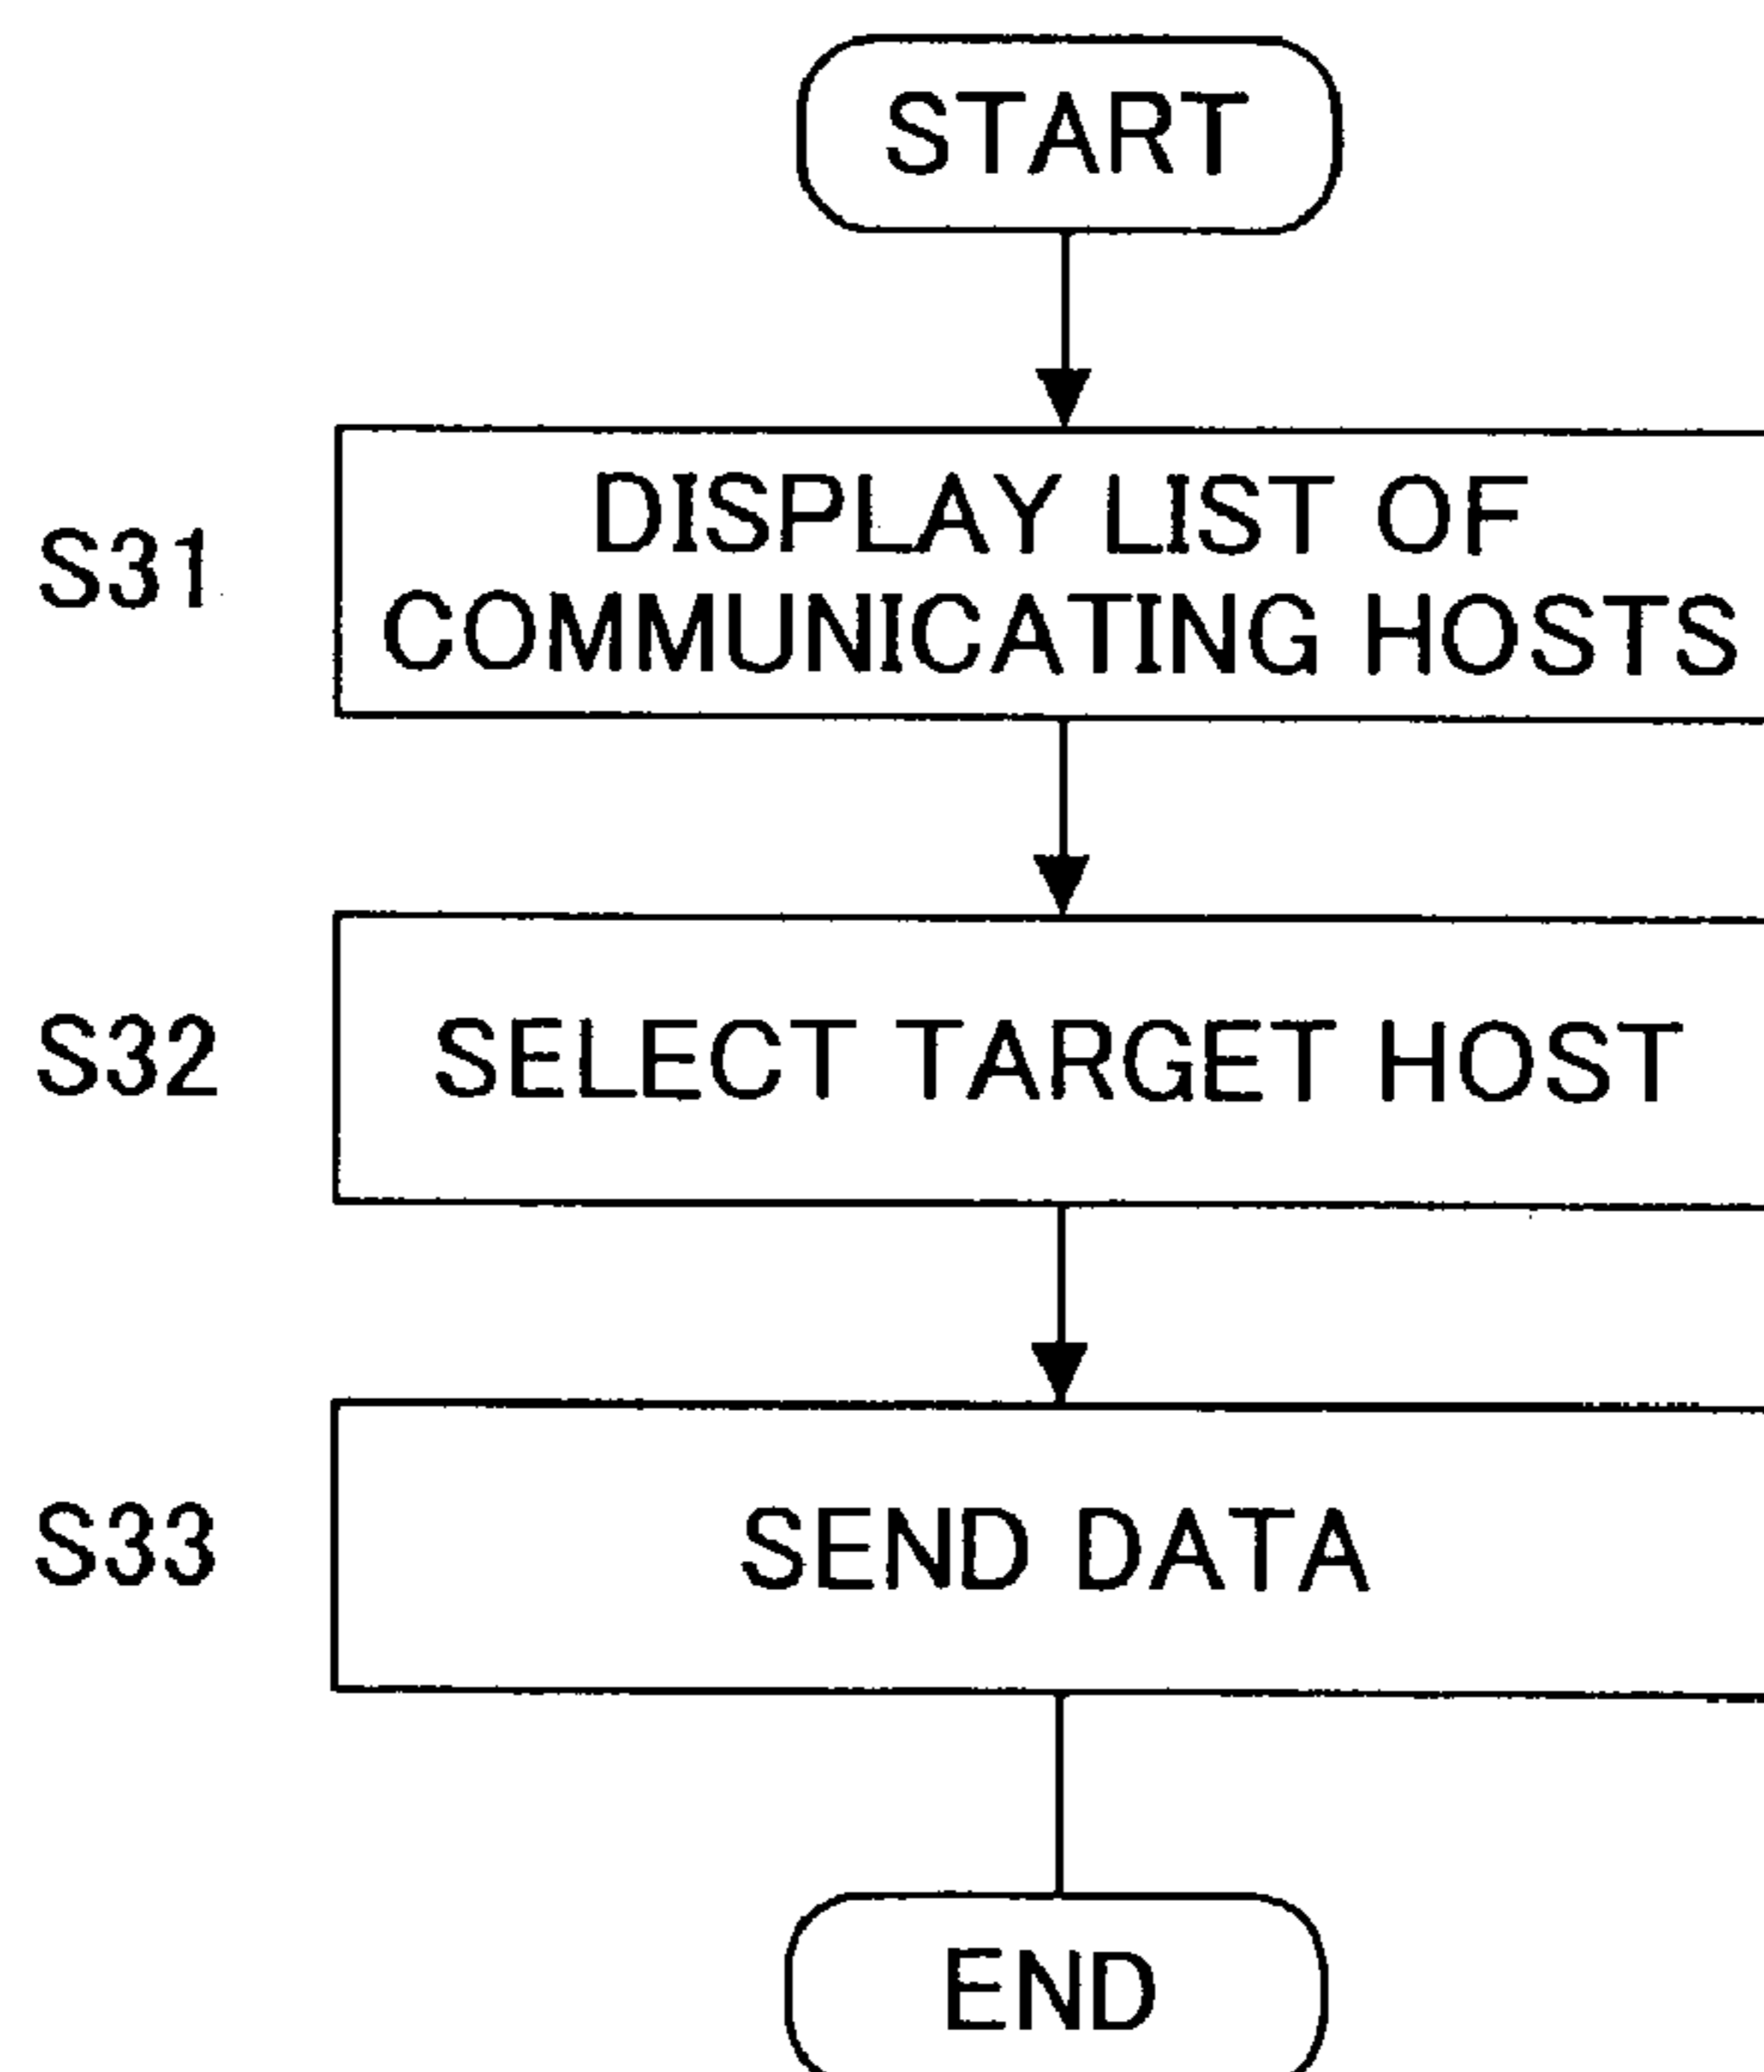 START
S31
DISPLAY LIST OF
COMMUNICATING HOSTS
S32
SELECT TARGET HOST
S33
SEND DATA
END